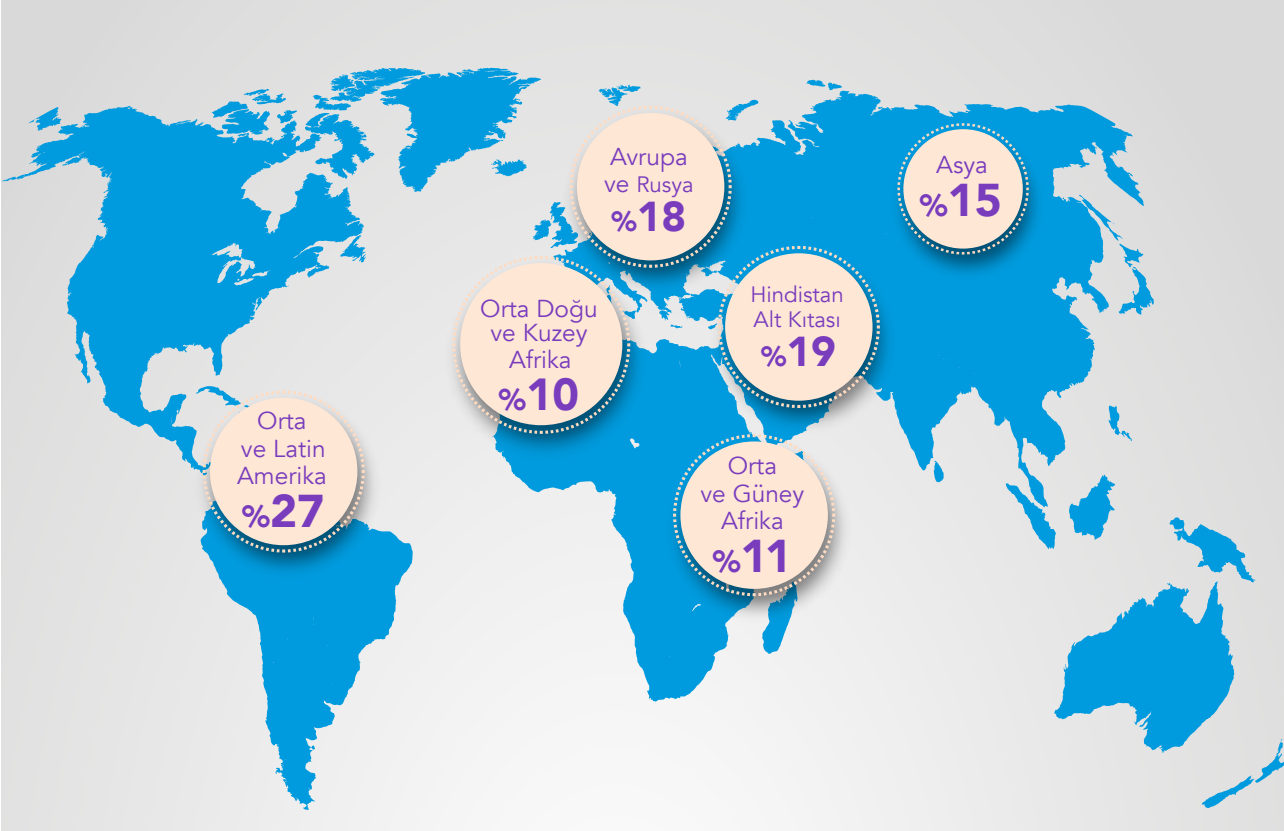 Avrupa
ve Rusya
%18
Asya
%15
Orta Doğu
ve Kuzey
Afrika
%10
Hindistan
Alt Kıtası
%19
Orta
ve Latin
Amerika
%27
Orta
ve Güney
Afrika
%11